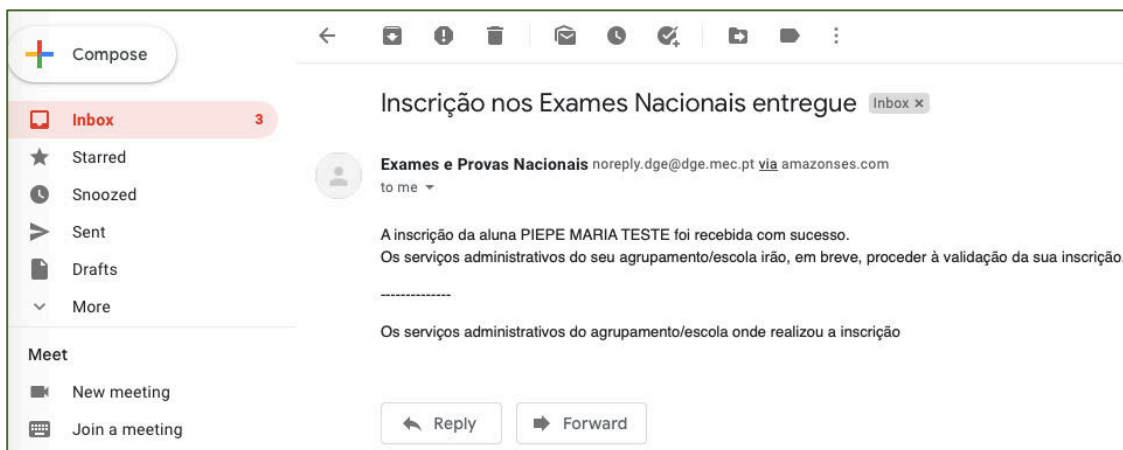 Compose
Inbox 3
Starred
Snoozed
Sent
Drafts
More
Meet
New meeting
Join a meeting
Inscrição nos Exames Nacionais entregue Inbox x
Exames e Provas Nacionais noreply.dge@dge.mec.pt via amazonses.com
to me
A inscrição da aluna PIEPE MARIA TESTE foi recebida com sucesso.
Os serviços administrativos do seu agrupamento/escola irão, em breve, proceder à validação da sua inscrição.
--------------
Os serviços administrativos do agrupamento/escola onde realizou a inscrição
Reply Forward